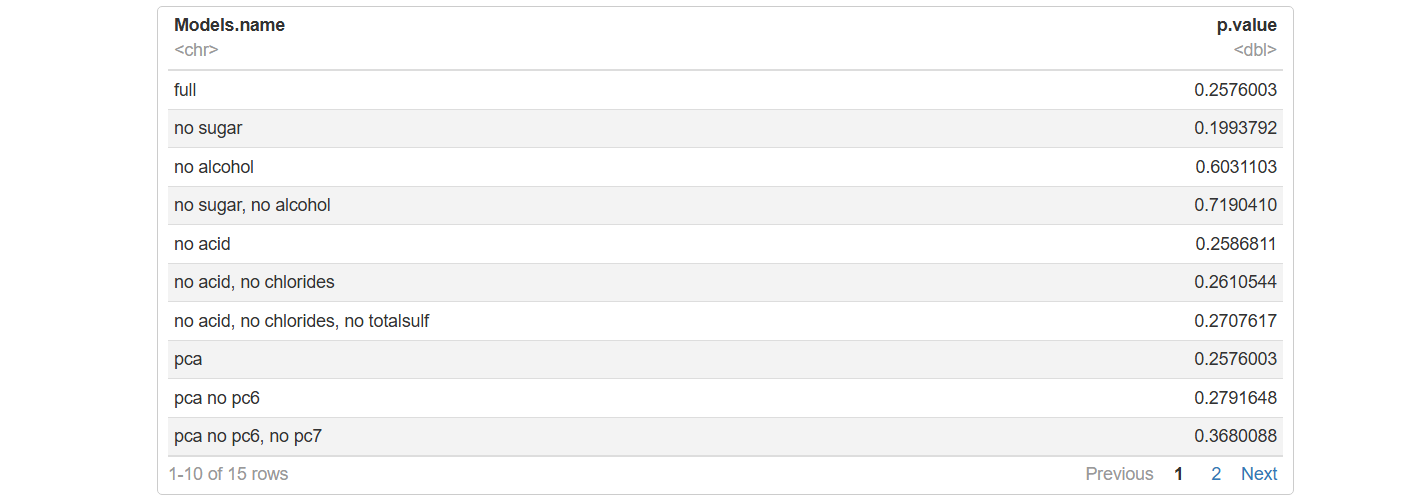 Models.name p.value
<chr> <dbl>
full 0.2576003
no sugar 0.1993792
no alcohol 0.6031103
no sugar, no alcohol 0.7190410
no acid 0.2586811
no acid, no chlorides 0.2610544
no acid, no chlorides, no totalsulf 0.2707617
pca 0.2576003
pca no pc6 0.2791648
pca no pc6, no pc7 0.3680088
1-10 of 15 rows Previous 1 2 Next